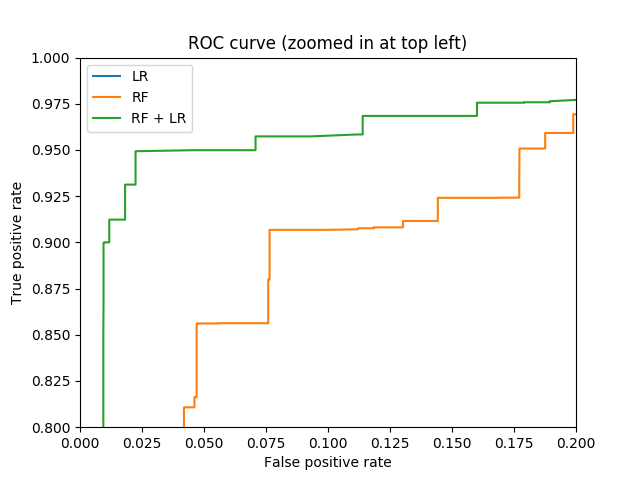 ROC curve (zoomed in at top left)
LR
RF
RF + LR
True positive rate
1.000
0.975
0.950
0.925
0.900
0.875
0.850
0.825
0.800
0.000 0.025 0.050 0.075 0.100 0.125 0.150 0.175 0.200
False positive rate